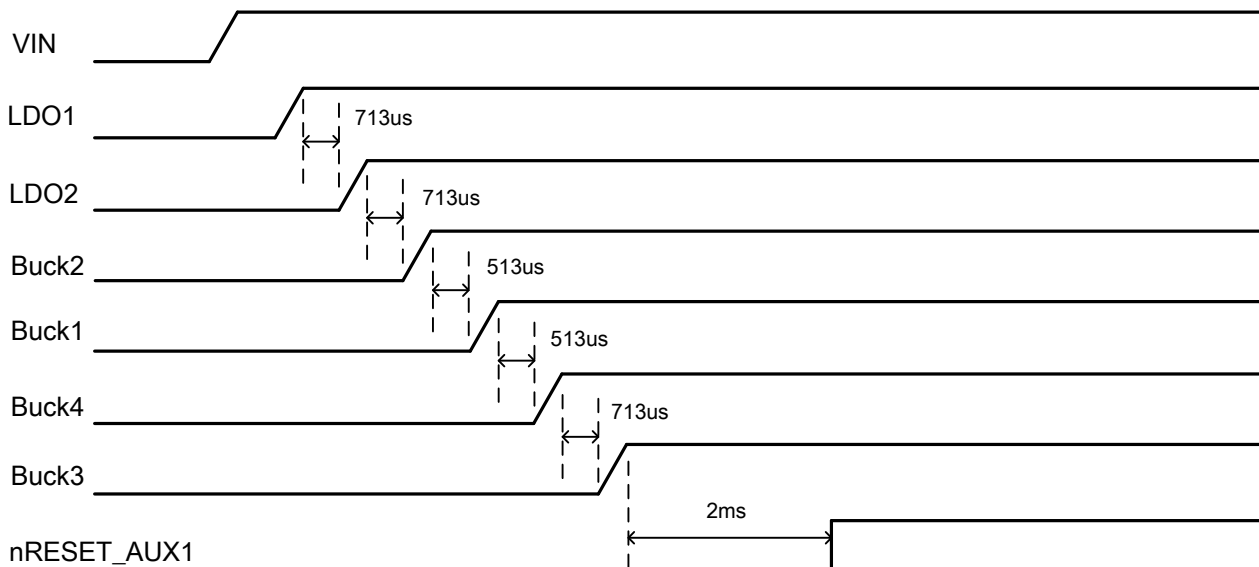 VIN
LDO1
713us
LDO2
713us
Buck2
513us
Buck1
513us
Buck4
713us
Buck3
2ms
nRESET_AUX1